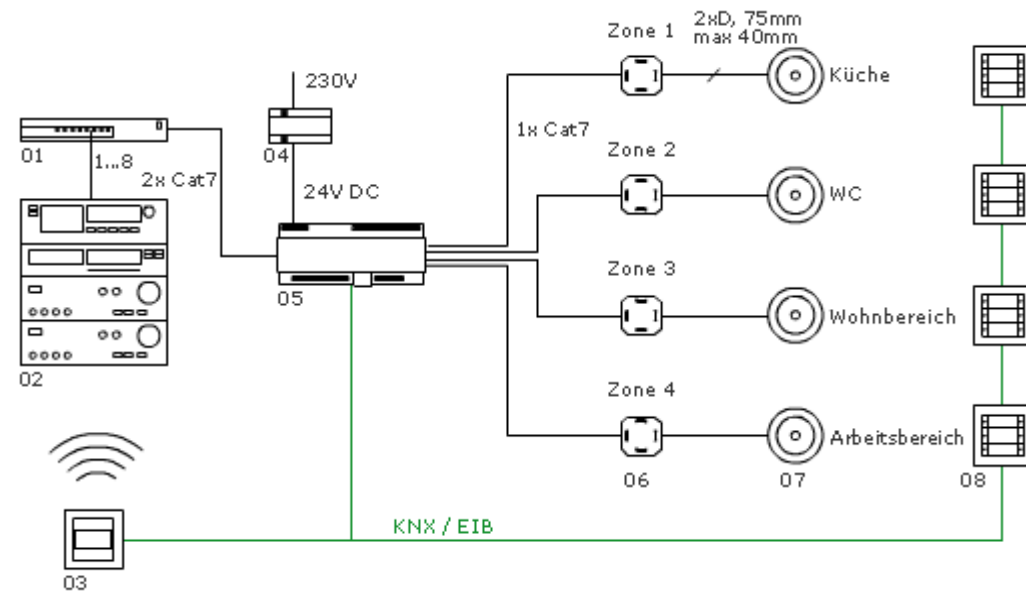 Zone 1
2xD, 75mm
max 40mm
Küche
230V
04
01
1...8
2x Cat7
1x Cat7
24V DC
Zone 2
WC
05
Zone 3
Wohnbereich
02
Zone 4
Arbeitsbereich
06
07
08
KNX / EIB
03